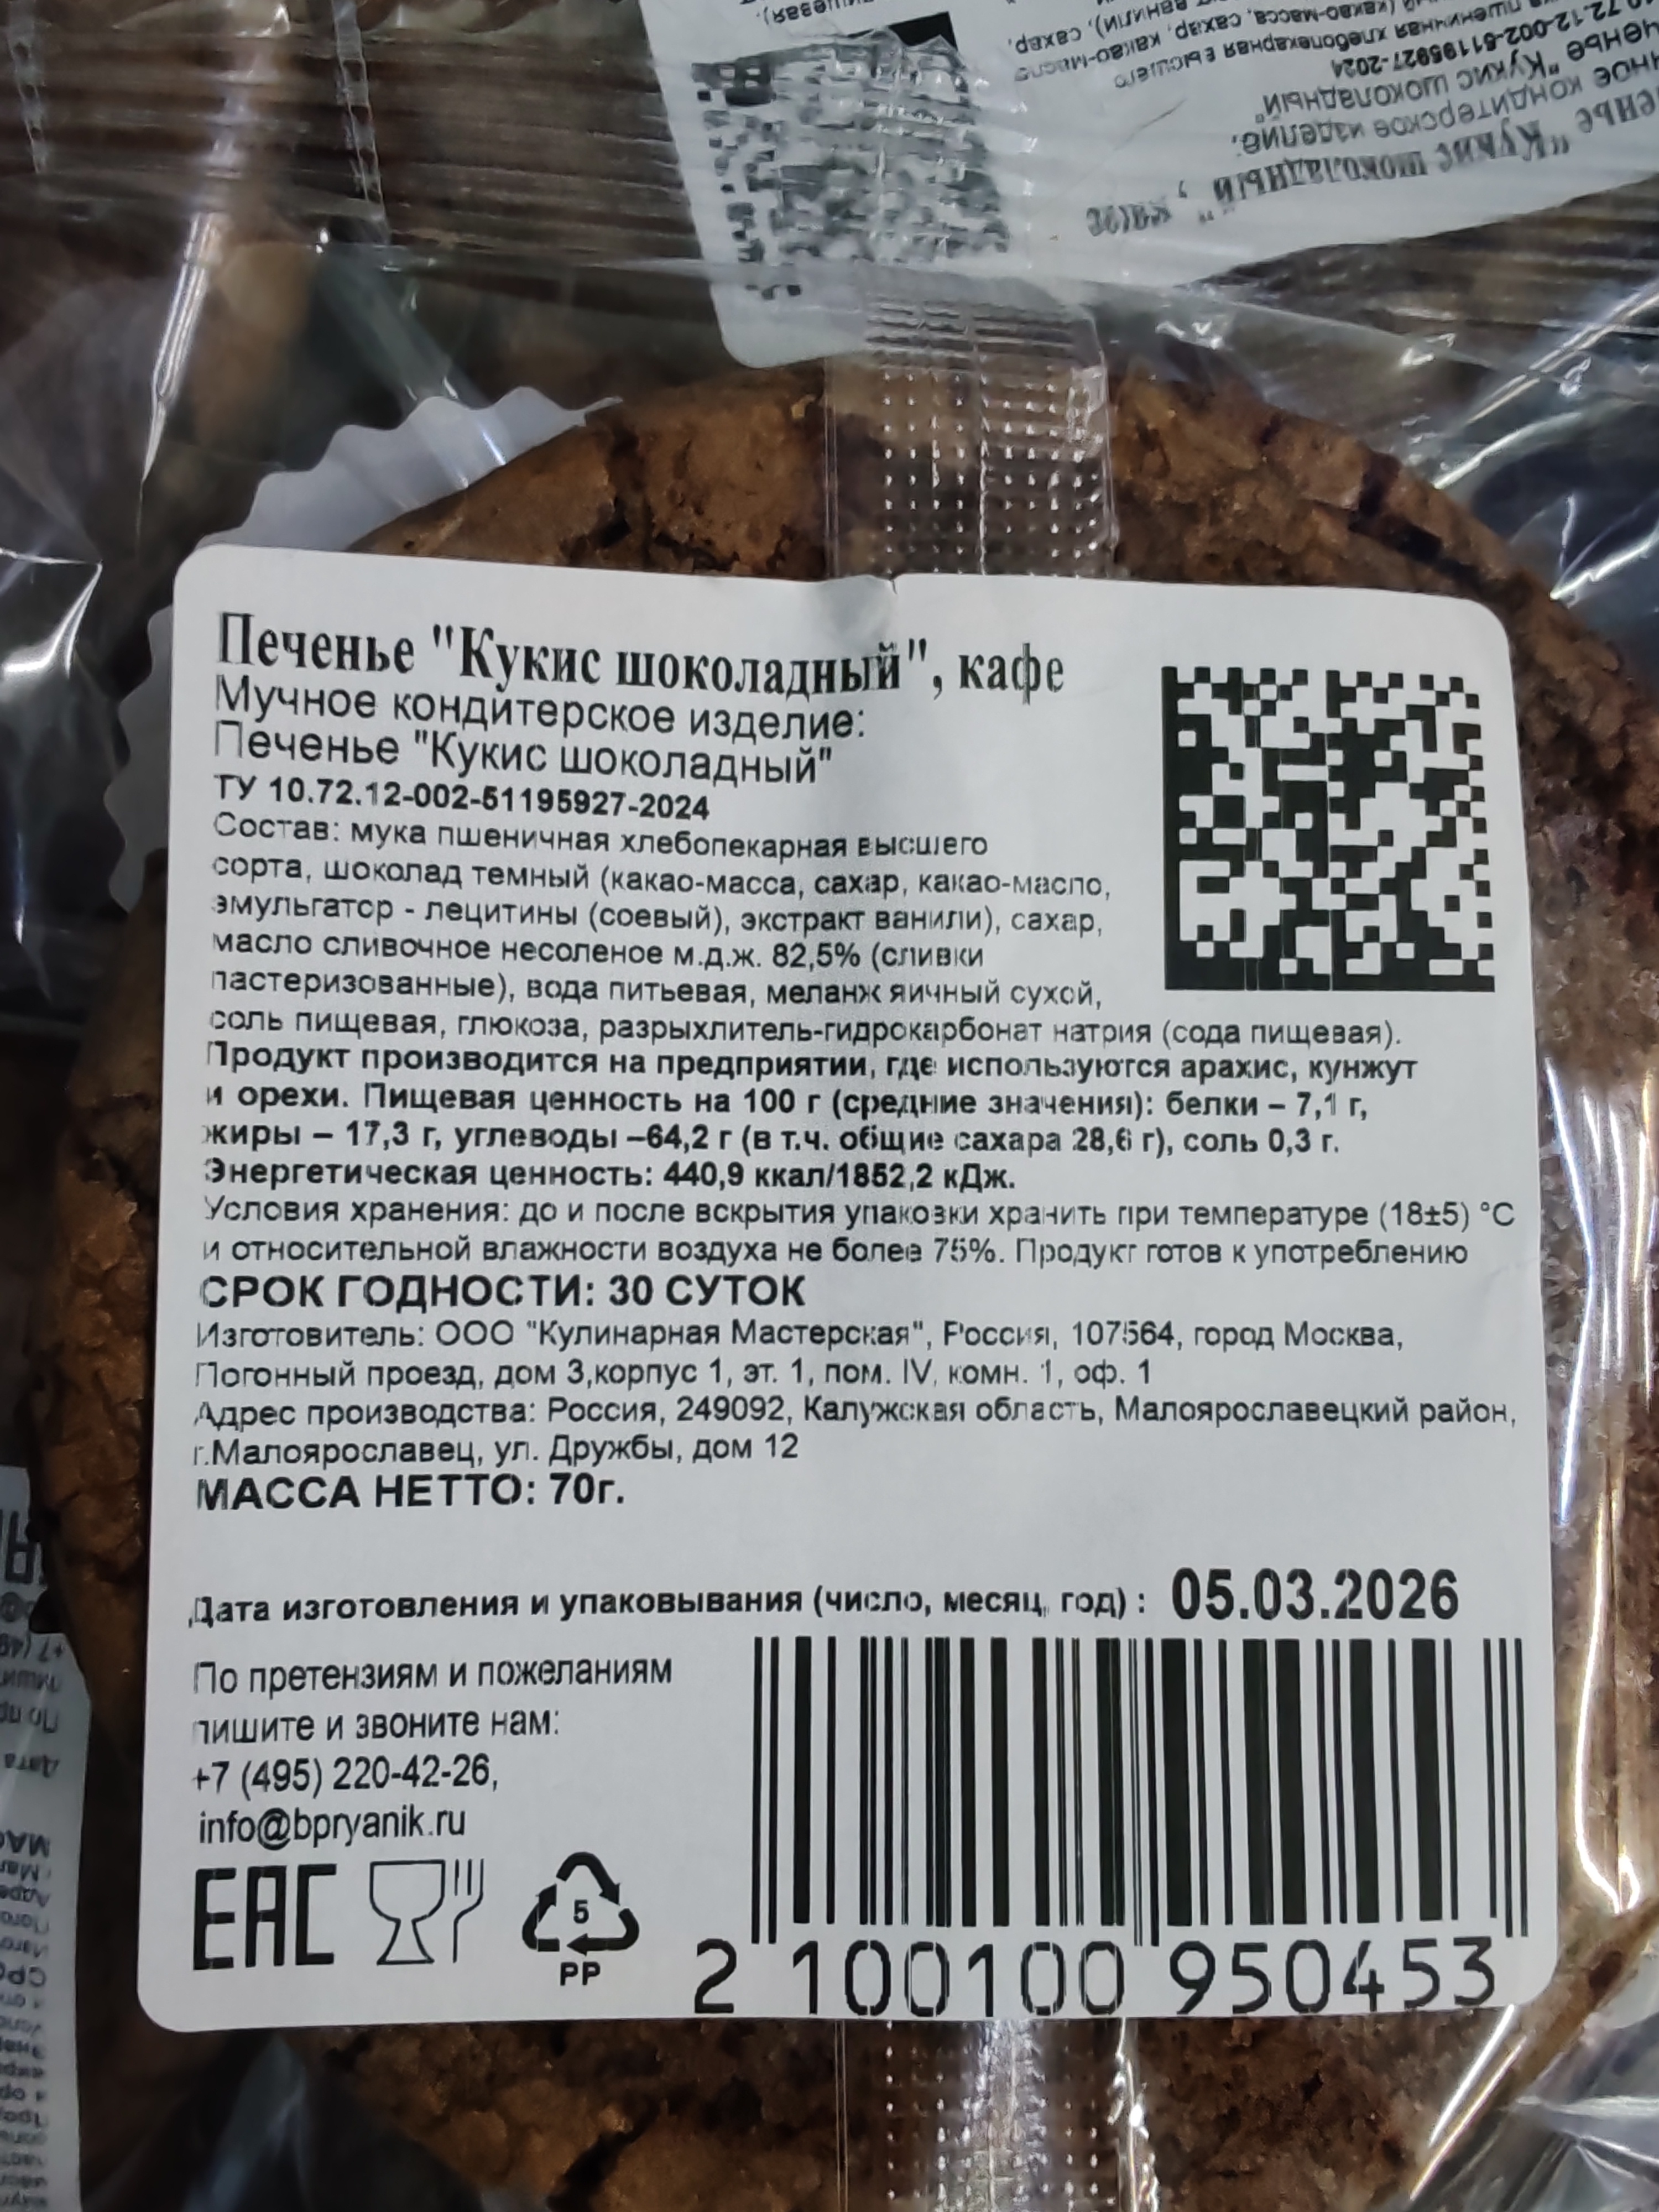 Печенье "Кукис шоколадный", кафе
Мучное кондитерское изделие:
Печенье "Кукис шоколадный"
ТУ 10.72.12-002-51195927-2024
Состав: мука пшеничная хлебопекарная высшего
сорта, шоколад темный (какао-масса, сахар, какао-масло,
эмульгатор - лецитины (соевый), экстракт ванили), сахар,
масло сливочное несоленое м.д.ж. 82,5% (сливки
пастеризованные), вода питьевая, меланж яичный сухой,
соль пищевая, глюкоза, разрыхлитель-гидрокарбонат натрия (сода пищевая).
Продукт производится на предприятии, где используются арахис, кунжут
и орехи. Пищевая ценность на 100 г (средние значения): белки – 7,1 г,
жиры – 17,3 г, углеводы –64,2 г (в т.ч. общие сахара 28,6 г), соль 0,3 г.
Энергетическая ценность: 440,9 ккал/1852,2 кДж.
Условия хранения: до и после вскрытия упаковки хранить при температуре (18±5) °С
и относительной влажности воздуха не более 75%. Продукт готов к употреблению
СРОК ГОДНОСТИ: 30 СУТОК
Изготовитель: ООО "Кулинарная Мастерская", Россия, 107564, город Москва,
Погонный проезд, дом 3,корпус 1, эт. 1, пом. IV, комн. 1, оф. 1
Адрес производства: Россия, 249092, Калужская область, Малоярославецкий район,
г.Малоярославец, ул. Дружбы, дом 12
МАССА НЕТТО: 70г.
Дата изготовления и упаковывания (число, месяц, год) : 05.03.2026
По претензиям и пожеланиям
пишите и звоните нам:
+7 (495) 220-42-26,
info@bpryanik.ru
EAC
5
PP
2 100100 950453
"Кукис шоколадный", кафе
кондитерское изделие:
"Кукис шоколадный"